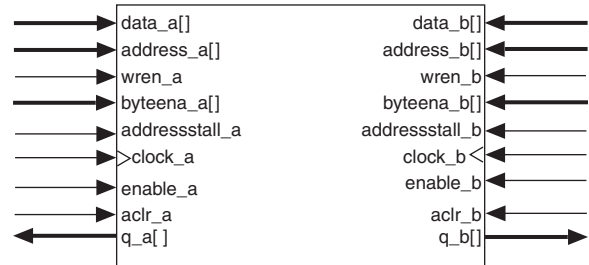 data_a[] data_b[]
address_a[] address_b[]
wren_a wren_b
byteena_a[] byteena_b[]
addressstall_a addressstall_b
clock_a clock_b
enable_a enable_b
aclr_a aclr_b
q_a[ ] q_b[]